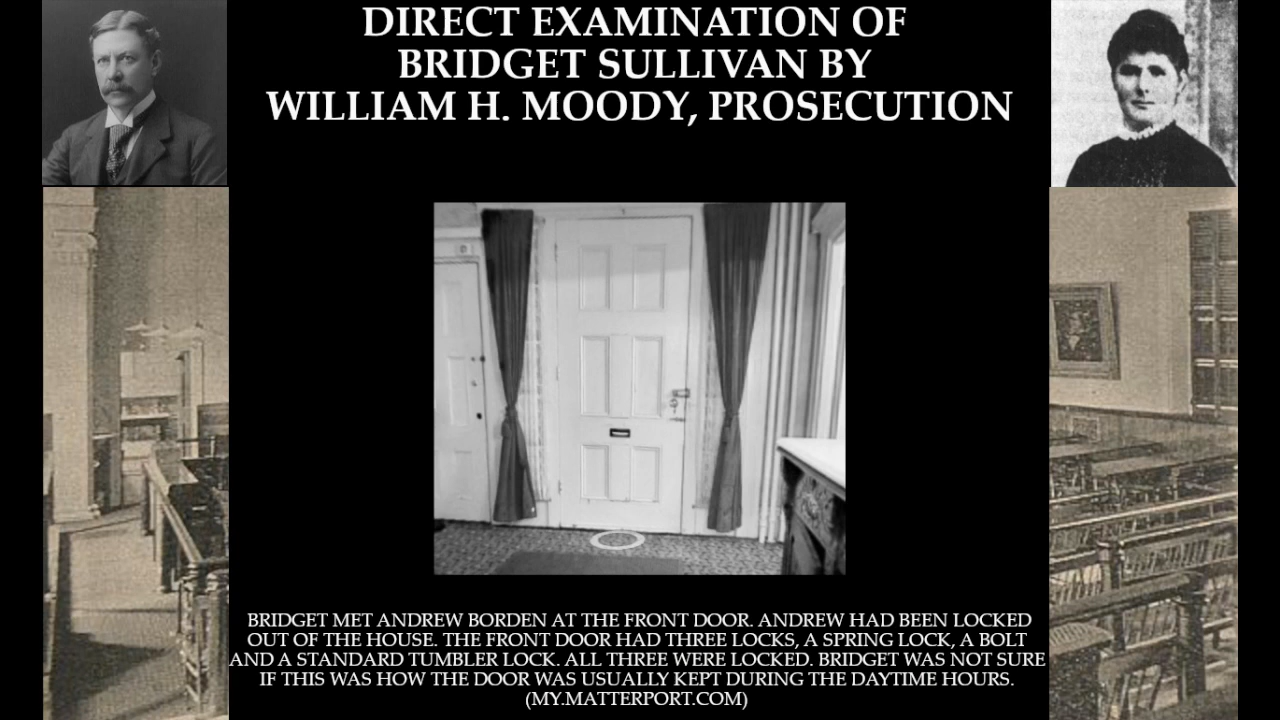 DIRECT EXAMINATION OF
BRIDGET SULLIVAN BY
WILLIAM H. MOODY, PROSECUTION
BRIDGET MET ANDREW BORDEN AT THE FRONT DOOR. ANDREW HAD BEEN LOCKED
OUT OF THE HOUSE. THE FRONT DOOR HAD THREE LOCKS, A SPRING LOCK, A BOLT
AND A STANDARD TUMBLER LOCK. ALL THREE WERE LOCKED. BRIDGET WAS NOT SURE
IF THIS WAS HOW THE DOOR WAS USUALLY KEPT DURING THE DAYTIME HOURS.
(MY.MATTERPORT.COM)